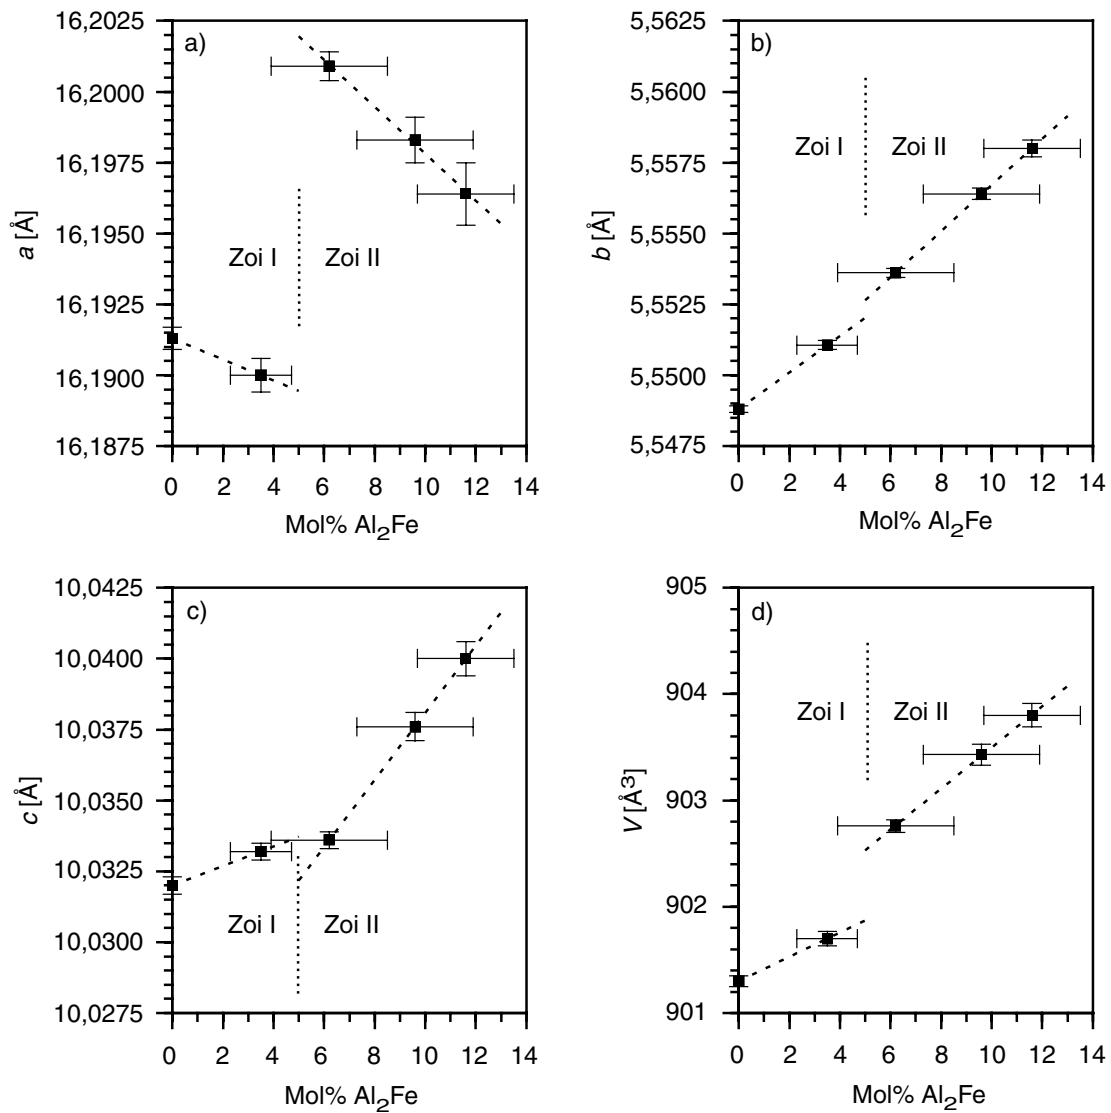 a)
16,2025
16,2000
16,1975
16,1950
16,1925
16,1900
16,1875
a [Å]
Zoi I Zoi II
0 2 4 6 8 10 12 14
Mol% Al₂Fe
b)
5,5625
5,5600
5,5575
5,5550
5,5525
5,5500
5,5475
b [Å]
Zoi I Zoi II
0 2 4 6 8 10 12 14
Mol% Al₂Fe
c)
10,0425
10,0400
10,0375
10,0350
10,0325
10,0300
10,0275
c [Å]
Zoi I Zoi II
0 2 4 6 8 10 12 14
Mol% Al₂Fe
d)
905
904
903
902
901
V [Å³]
Zoi I Zoi II
0 2 4 6 8 10 12 14
Mol% Al₂Fe